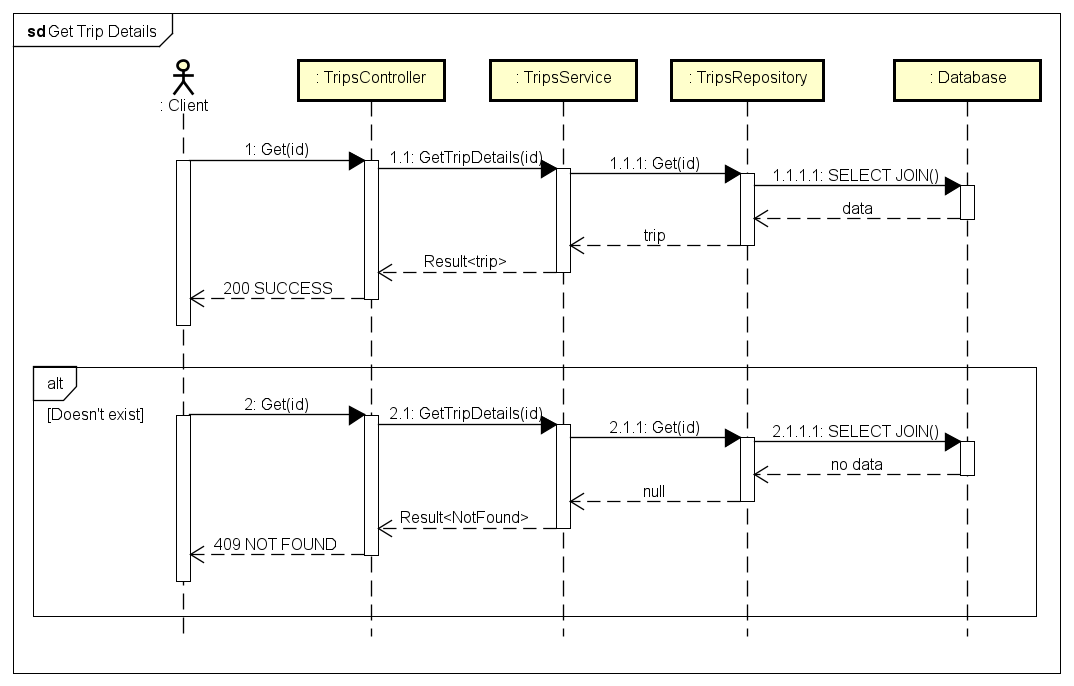 sd Get Trip Details
: Client
: TripsController
: TripsService
: TripsRepository
: Database
1: Get(id)
1.1: GetTripDetails(id)
1.1.1: Get(id)
1.1.1.1: SELECT JOIN()
data
trip
Result<trip>
200 SUCCESS
alt
[Doesn't exist]
2: Get(id)
2.1: GetTripDetails(id)
2.1.1: Get(id)
2.1.1.1: SELECT JOIN()
no data
null
Result<NotFound>
409 NOT FOUND